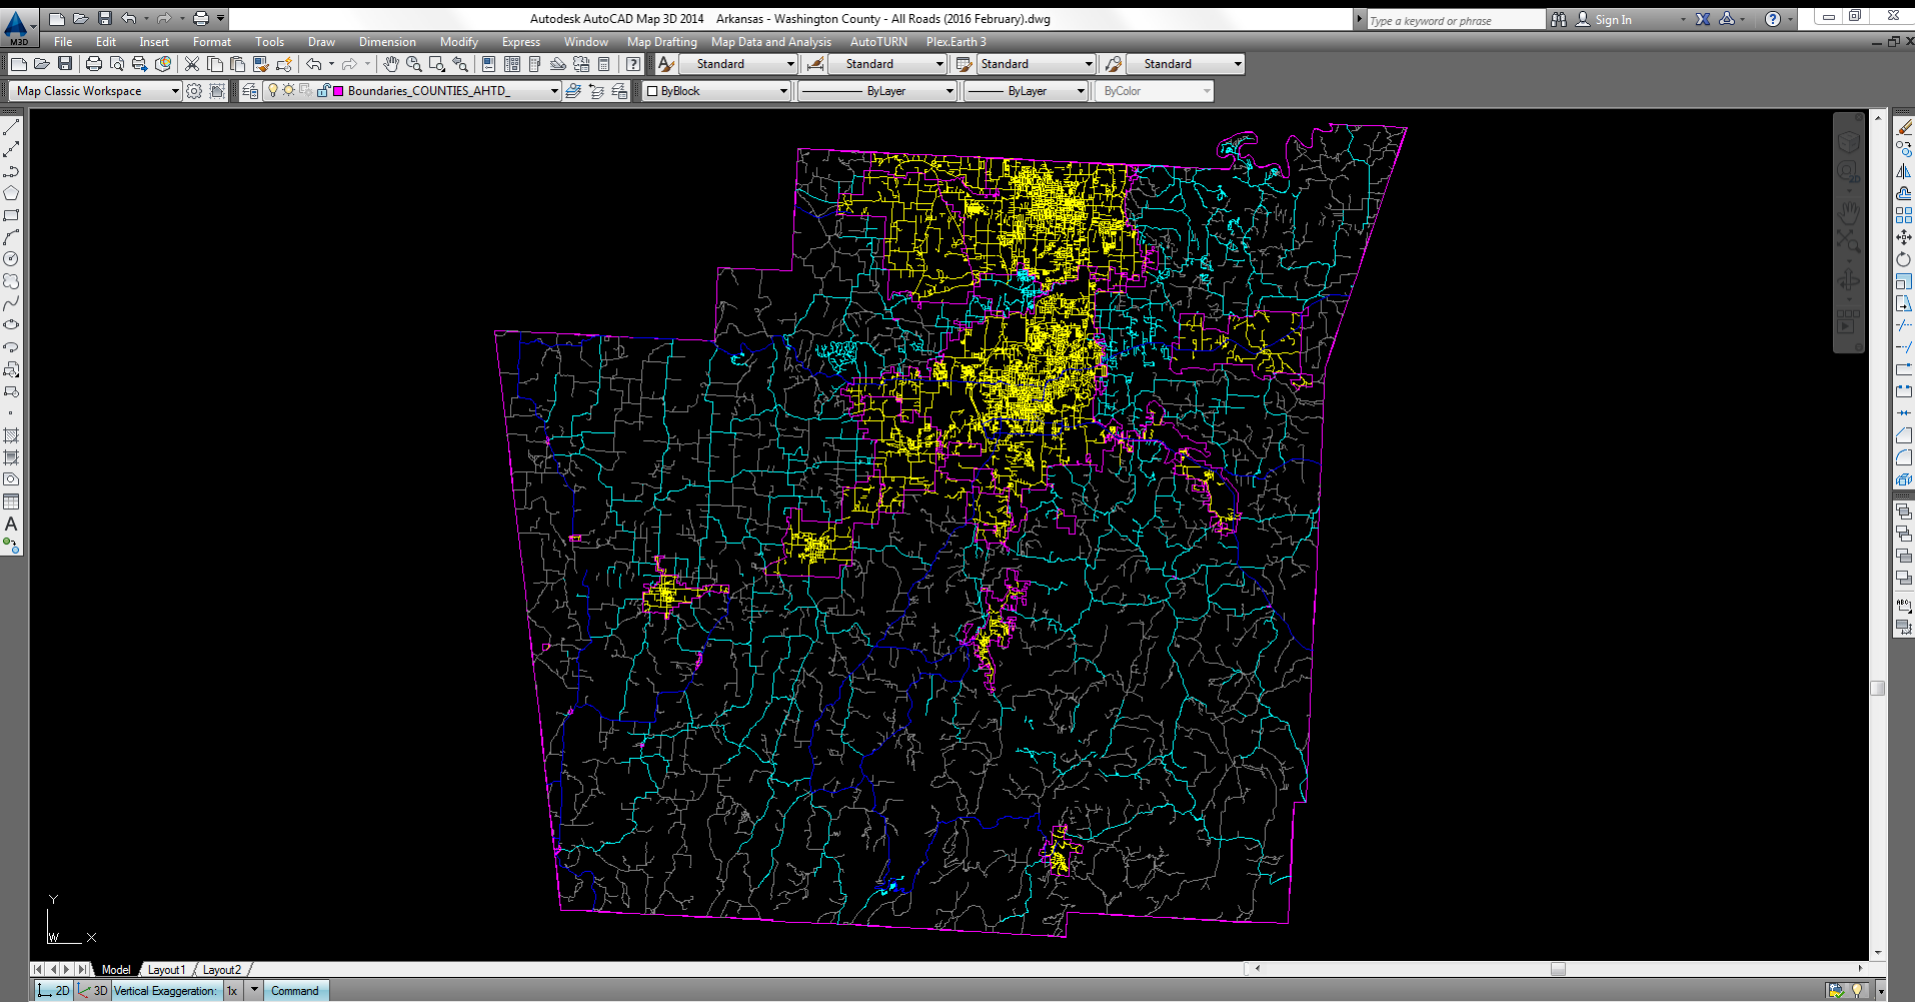 Autodesk AutoCAD Map 3D 2014 Arkansas - Washington County - All Roads (2016 February).dwg
Type a keyword or phrase
Sign In
M3D
File Edit Insert Format Tools Draw Dimension Modify Express Window Map Drafting Map Data and Analysis AutoTURN Plex.Earth 3
Standard Standard Standard Standard
Map Classic Workspace Boundaries_COUNTIES_AHTD_ ByBlock ByLayer ByLayer ByColor
A
ABC
Y
W X
Model Layout1 Layout2
2D 3D Vertical Exaggeration: 1x Command